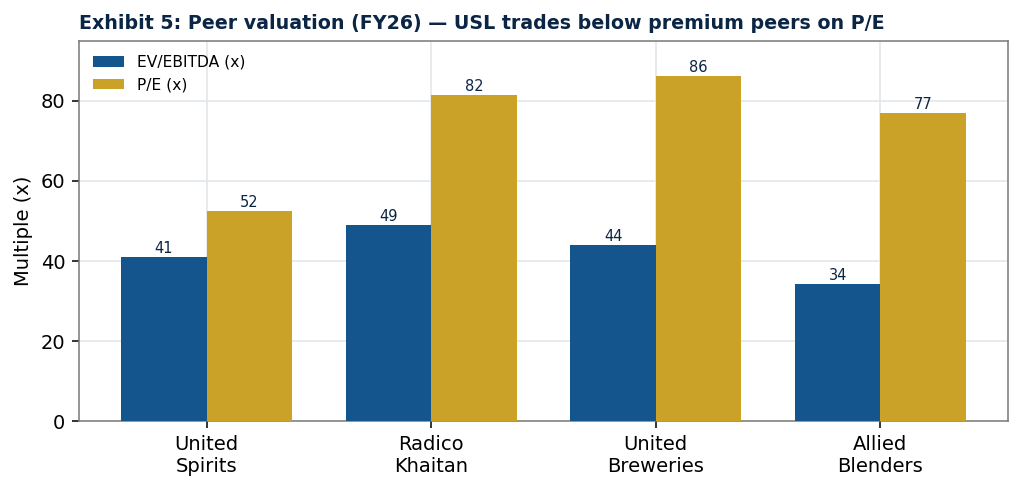 Exhibit 5: Peer valuation (FY26) — USL trades below premium peers on P/E
EV/EBITDA (x)
P/E (x)
Multiple (x)
80
60
40
20
0
41
52
49
82
44
86
34
77
United
Spirits
Radico
Khaitan
United
Breweries
Allied
Blenders